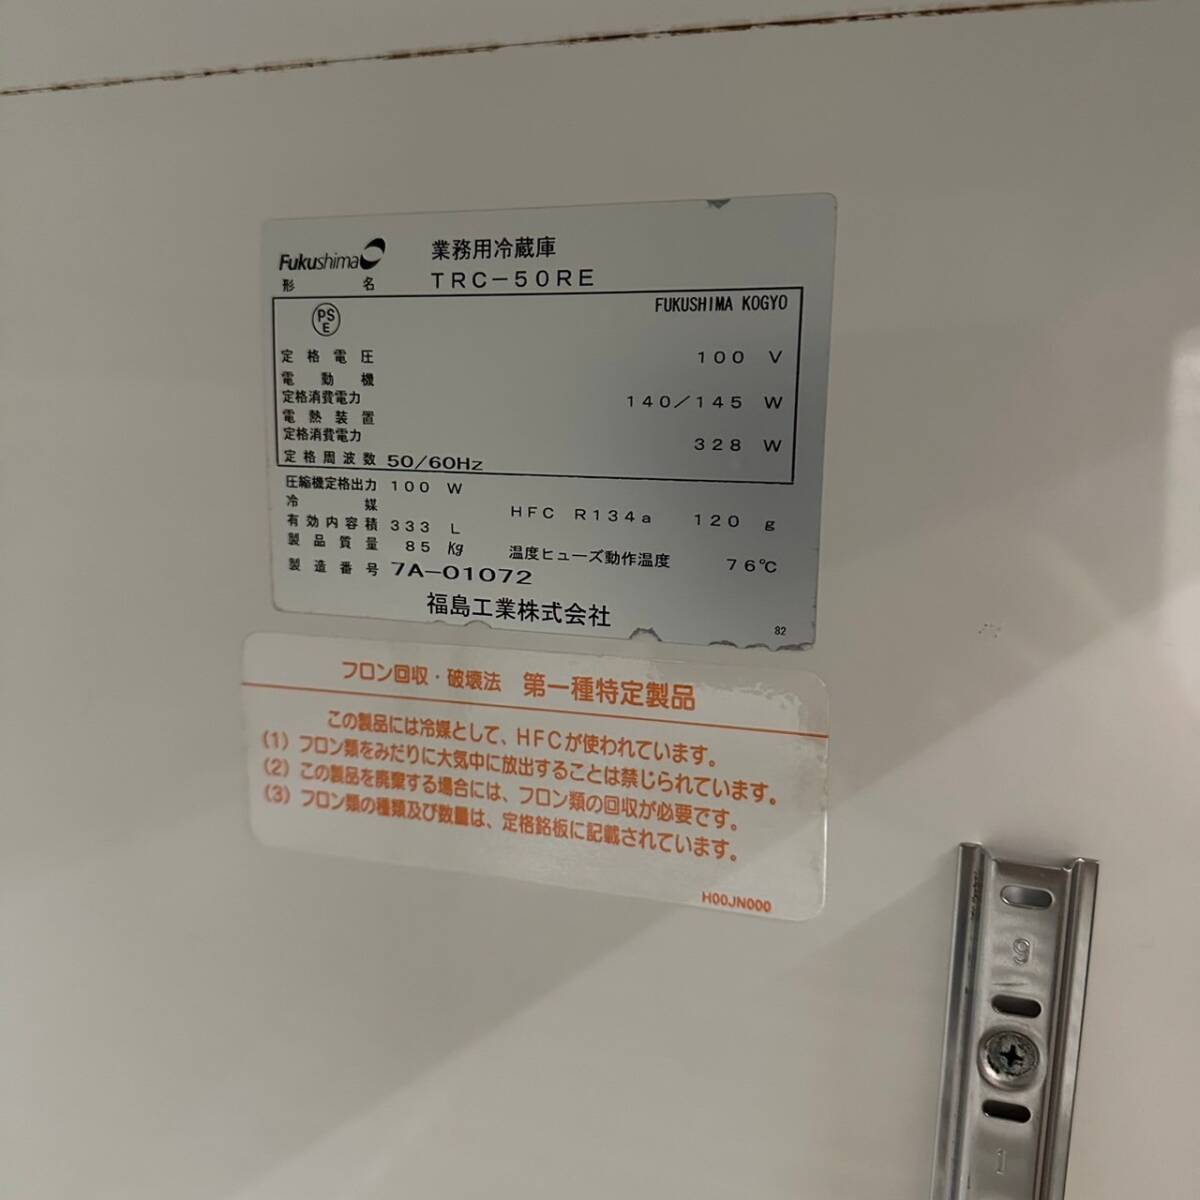 Fukushima 業務用冷蔵庫
形名 TRC-50RE
FUKUSHIMA KOGYO
PS E
定格電圧 100 V
電動機
定格消費電力 140/145 W
電熱装置
定格消費電力 328 W
定格周波数 50/60Hz
圧縮機定格出力 100 W
冷媒 HFC R134a 120 g
有効内容積 333 L
製品質量 85 Kg 温度ヒューズ動作温度 76℃
製造番号 7A-01072
福島工業株式会社
82
フロン回収・破壊法 第一種特定製品
この製品には冷媒として、HFCが使われています。
(1) フロン類をみだりに大気中に放出することは禁じられています。
(2) この製品を廃棄する場合には、フロン類の回収が必要です。
(3) フロン類の種類及び数量は、定格銘板に記載されています。
H00JN000
9
1